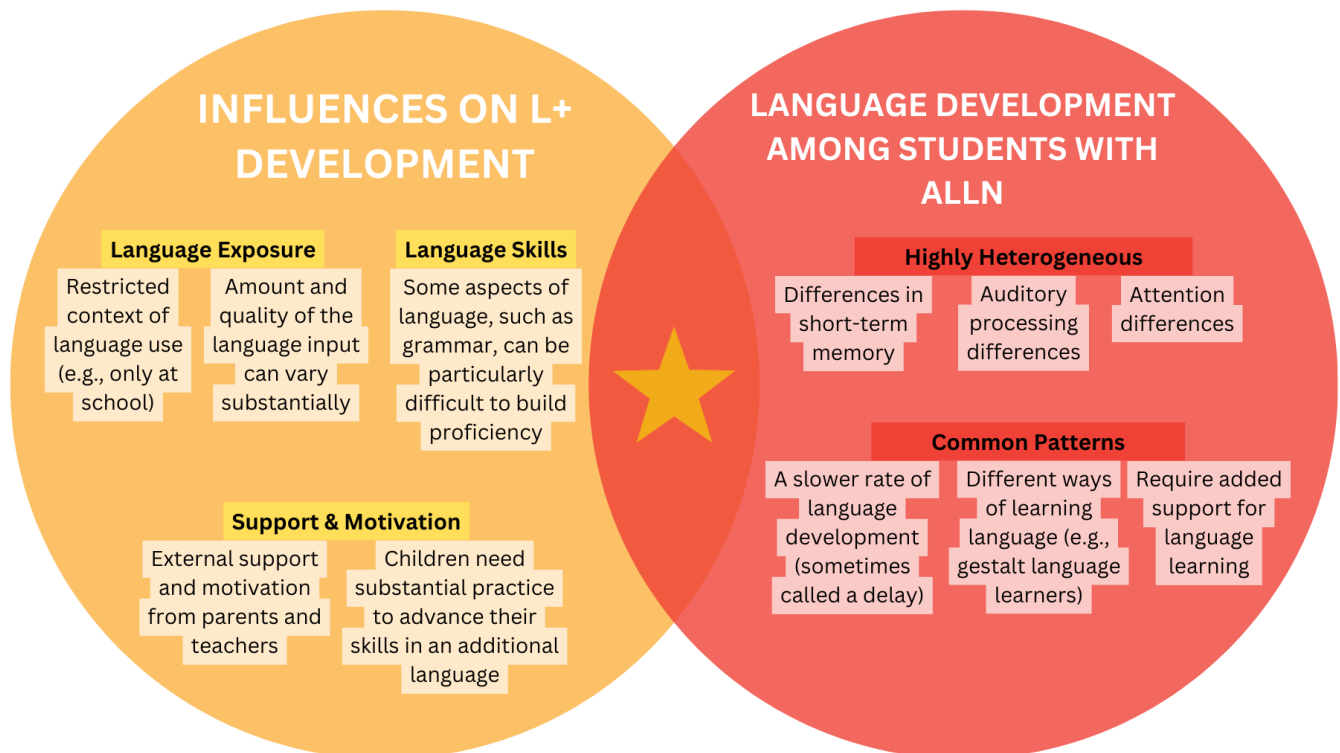 INFLUENCES ON L+
DEVELOPMENT
Language Exposure
Restricted
context of
language use
(e.g., only at
school)
Amount and
quality of the
language input
can vary
substantially
Language Skills
Some aspects of
language, such as
grammar, can be
particularly
difficult to build
proficiency
Support & Motivation
External support
and motivation
from parents and
teachers
Children need
substantial practice
to advance their
skills in an additional
language
LANGUAGE DEVELOPMENT
AMONG STUDENTS WITH
ALLN
Highly Heterogeneous
Differences in
short-term
memory
Auditory
processing
differences
Attention
differences
Common Patterns
A slower rate of
language
development
(sometimes
called a delay)
Different ways
of learning
language (e.g.,
gestalt language
learners)
Require added
support for
language
learning